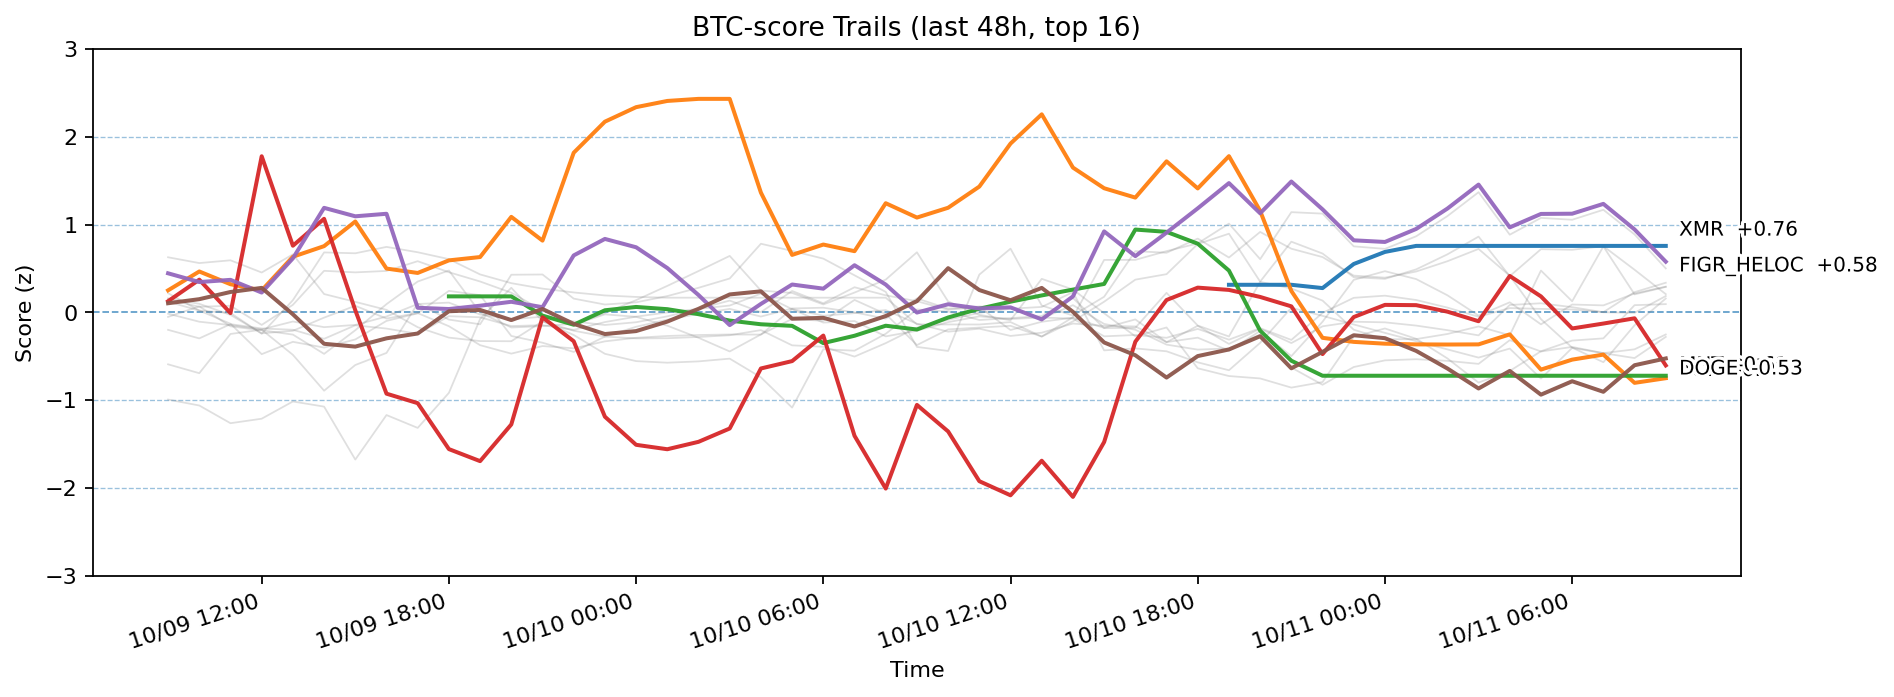 BTC-score Trails (last 48h, top 16)
3
2
1
0
−1
−2
−3
Score (z)
XMR +0.76
FIGR_HELOC +0.58
DOGE -0.53
10/09 12:00
10/09 18:00
10/10 00:00
10/10 06:00
10/10 12:00
10/10 18:00
10/11 00:00
10/11 06:00
Time